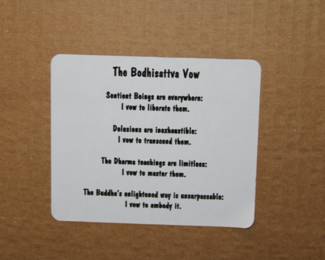 The Bodhisattva Vow
Sentient Beings are everywhere:
I vow to liberate them.
Delusions are inexhaustible:
I vow to transcend them.
The Dharma teachings are limitless:
I vow to master them.
The Buddha's enlightened way is unsurpassable:
I vow to embody it.